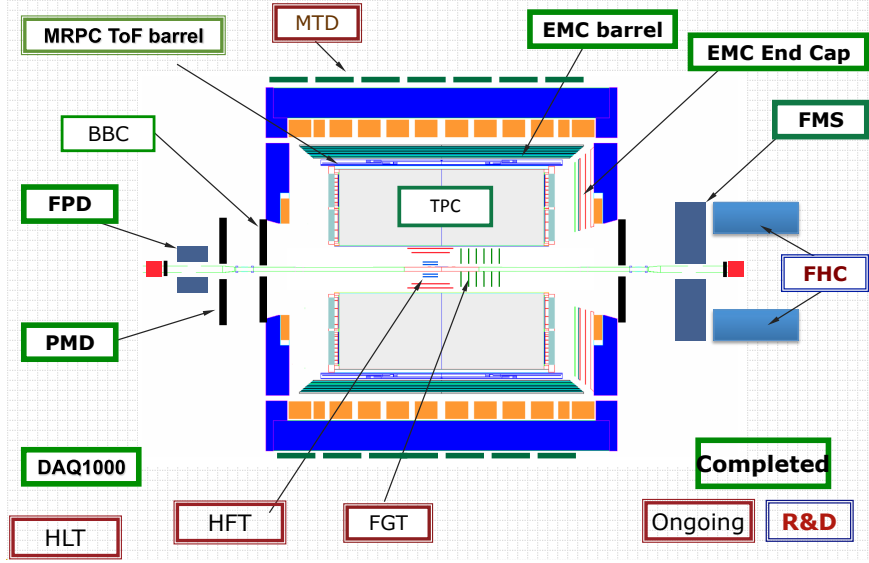 MTD
MRPC ToF barrel
EMC barrel
EMC End Cap
BBC
FMS
FPD
TPC
FHC
PMD
DAQ1000
Completed
HFT
FGT
Ongoing
R&D
HLT